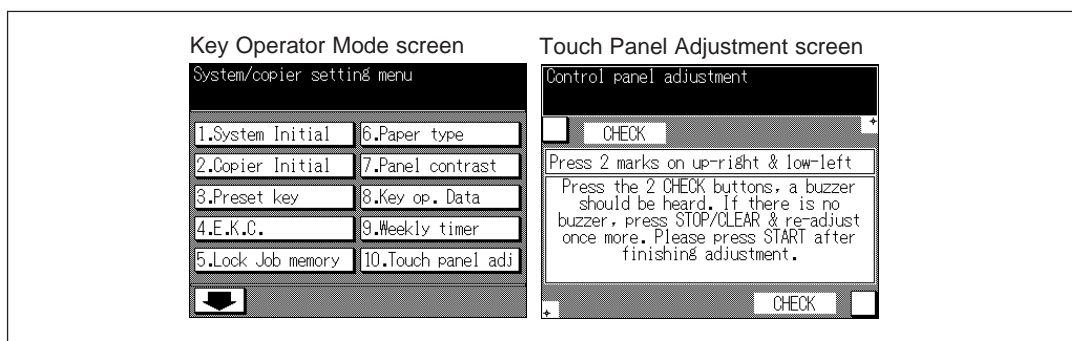 Key Operator Mode screen
System/copier setting menu
1.System Initial
6.Paper type
2.Copier Initial
7.Panel contrast
3.Preset key
8.Key op. Data
4.E.K.C.
9.Weekly timer
5.Lock Job memory
10.Touch panel adj
Touch Panel Adjustment screen
Control panel adjustment
CHECK
Press 2 marks on up-right & low-left
Press the 2 CHECK buttons, a buzzer
should be heard. If there is no
buzzer, press STOP/CLEAR & re-adjust
once more. Please press START after
finishing adjustment.
CHECK